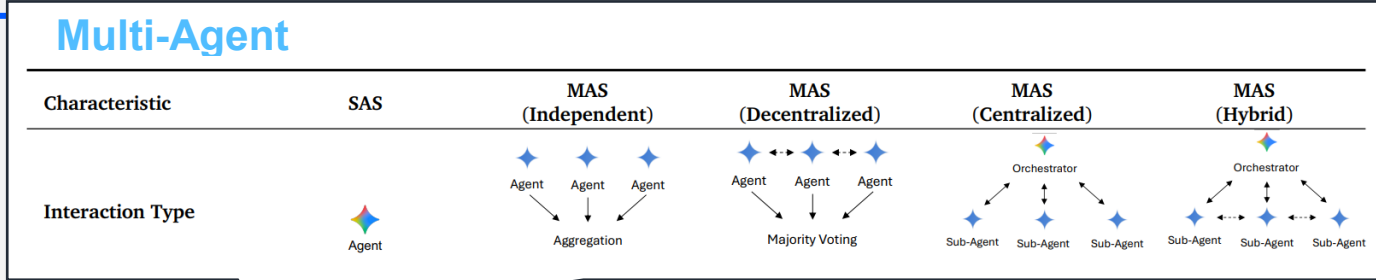 Multi-Agent
Characteristic SAS MAS (Independent) MAS (Decentralized) MAS (Centralized) MAS (Hybrid)
Interaction Type
Agent
Agent Agent Agent
Aggregation
Agent Agent Agent
Majority Voting
Orchestrator
Sub-Agent Sub-Agent Sub-Agent
Orchestrator
Sub-Agent Sub-Agent Sub-Agent